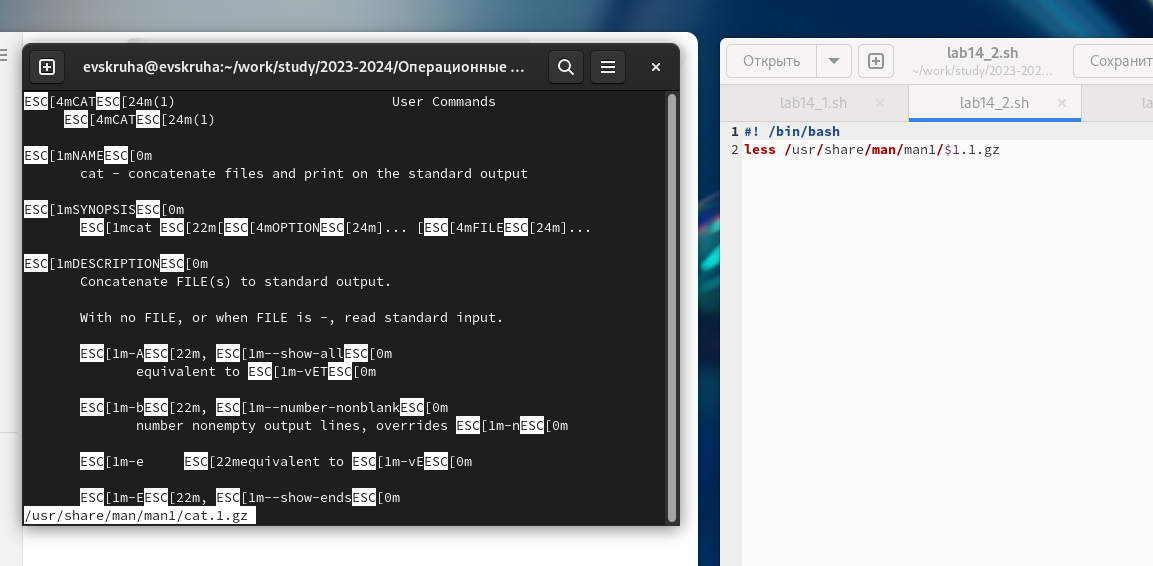 evskruha@evskruha:~/work/study/2023-2024/Операционные ...
ESC[4mCATESC[24m(1) User Commands
ESC[4mCATESC[24m(1)
ESC[1mNAMEESC[0m
cat - concatenate files and print on the standard output
ESC[1mSYNOPSISESC[0m
ESC[1mcat ESC[22m[ESC[4mOPTIONESC[24m]... [ESC[4mFILEESC[24m]...
ESC[1mDESCRIPTIONESC[0m
Concatenate FILE(s) to standard output.
With no FILE, or when FILE is -, read standard input.
ESC[1m-AESC[22m, ESC[1m--show-allESC[0m
equivalent to ESC[1m-vETESC[0m
ESC[1m-bESC[22m, ESC[1m--number-nonblankESC[0m
number nonempty output lines, overrides ESC[1m-nESC[0m
ESC[1m-e ESC[22mequivalent to ESC[1m-vEESC[0m
ESC[1m-EESC[22m, ESC[1m--show-endsESC[0m
/usr/share/man/man1/cat.1.gz
Открыть
lab14_2.sh
~/work/study/2023-202...
Сохранит
lab14_1.sh
lab14_2.sh
la
1 #! /bin/bash
2 less /usr/share/man/man1/$1.1.gz